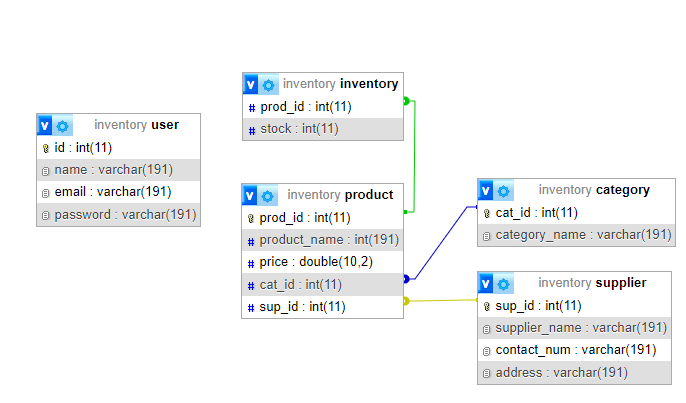 v inventory user
id : int(11)
name : varchar(191)
email : varchar(191)
password : varchar(191)
v inventory inventory
# prod_id : int(11)
# stock : int(11)
v inventory product
prod_id : int(11)
# product_name : int(191)
# price : double(10,2)
# cat_id : int(11)
# sup_id : int(11)
v inventory category
cat_id : int(11)
category_name : varchar(191)
v inventory supplier
sup_id : int(11)
supplier_name : varchar(191)
contact_num : varchar(191)
address : varchar(191)